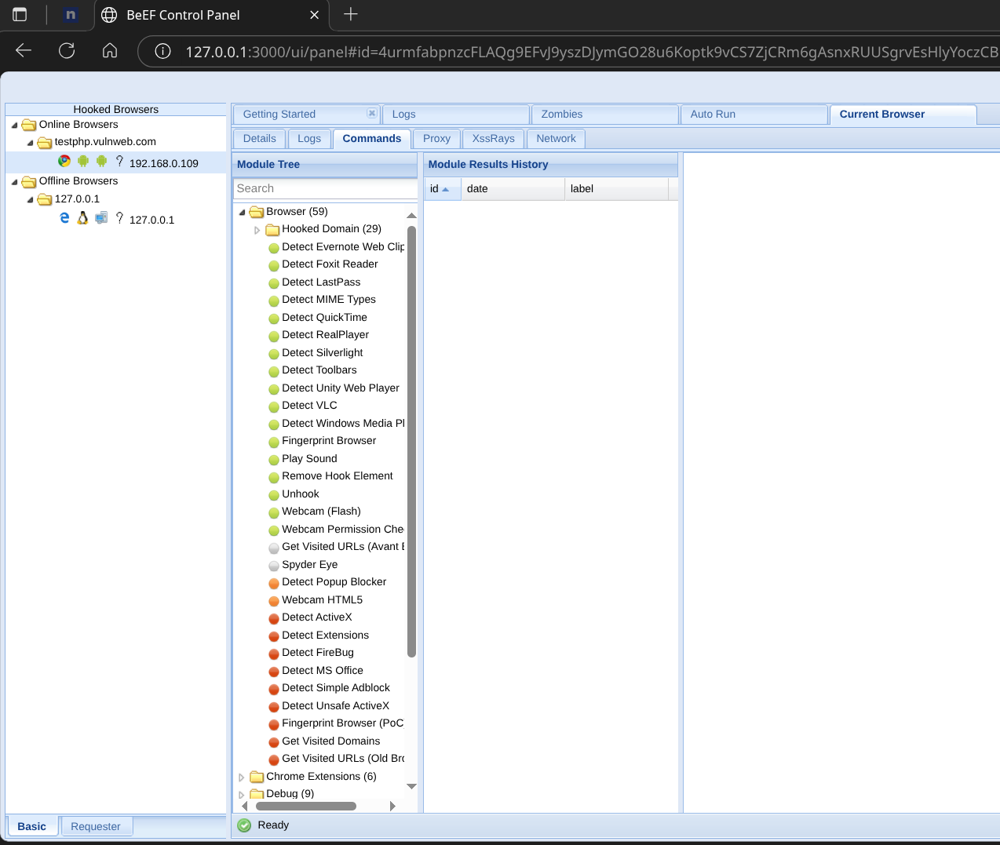 n
BeEF Control Panel
127.0.0.1:3000/ui/panel#id=4urmfabpnzcFLAQg9EFvJ9yszDJymGO28u6Koptk9vCS7ZjCRm6gAsnxRUUSgrvEsHlyYoczCB
Hooked Browsers
Online Browsers
testphp.vulnweb.com
192.168.0.109
Offline Browsers
127.0.0.1
127.0.0.1
Basic
Requester
Getting Started
Logs
Zombies
Auto Run
Current Browser
Details
Logs
Commands
Proxy
XssRays
Network
Module Tree
Search
Browser (59)
Hooked Domain (29)
Detect Evernote Web Clip
Detect Foxit Reader
Detect LastPass
Detect MIME Types
Detect QuickTime
Detect RealPlayer
Detect Silverlight
Detect Toolbars
Detect Unity Web Player
Detect VLC
Detect Windows Media Pl
Fingerprint Browser
Play Sound
Remove Hook Element
Unhook
Webcam (Flash)
Webcam Permission Che
Get Visited URLs (Avant B
Spyder Eye
Detect Popup Blocker
Webcam HTML5
Detect ActiveX
Detect Extensions
Detect FireBug
Detect MS Office
Detect Simple Adblock
Detect Unsafe ActiveX
Fingerprint Browser (PoC
Get Visited Domains
Get Visited URLs (Old Bro
Chrome Extensions (6)
Debug (9)
Module Results History
id
date
label
Ready